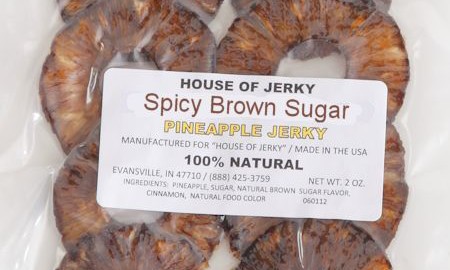 HOUSE OF JERKY
Spicy Brown Sugar
PINEAPPLE JERKY
MANUFACTURED FOR "HOUSE OF JERKY" / MADE IN THE USA
100% NATURAL
EVANSVILLE, IN 47710 / (888) 425-3759 NET WT. 2 OZ.
INGREDIENTS: PINEAPPLE, SUGAR, NATURAL BROWN SUGAR FLAVOR,
CINNAMON, NATURAL FOOD COLOR 060112